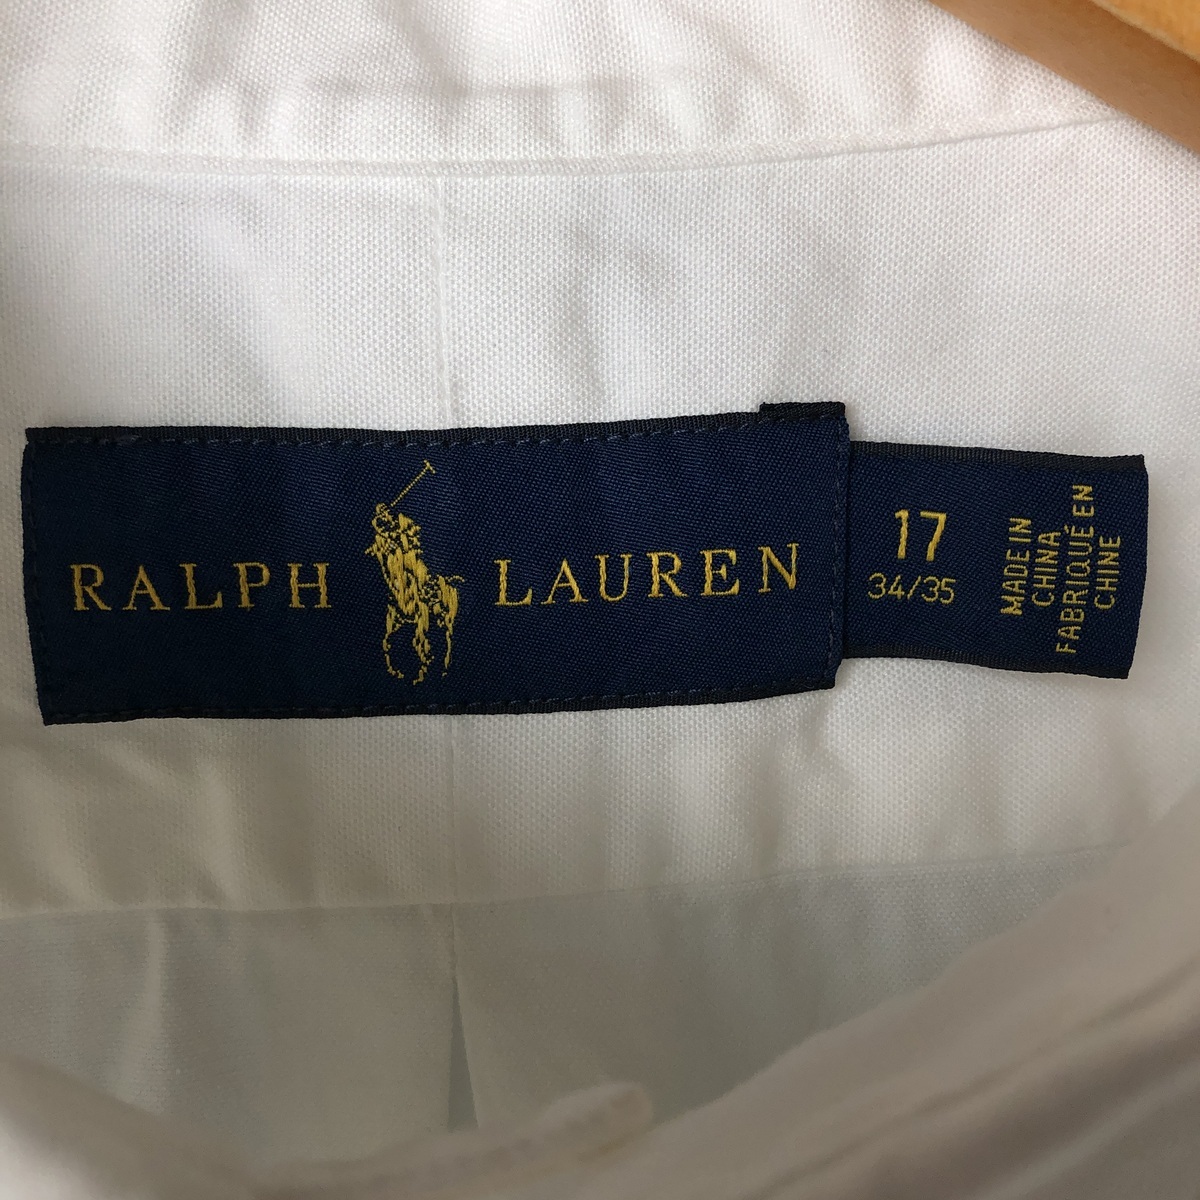 RALPH LAUREN
17
34/35
MADE IN
CHINA
FABRIQUÉ EN
CHINE